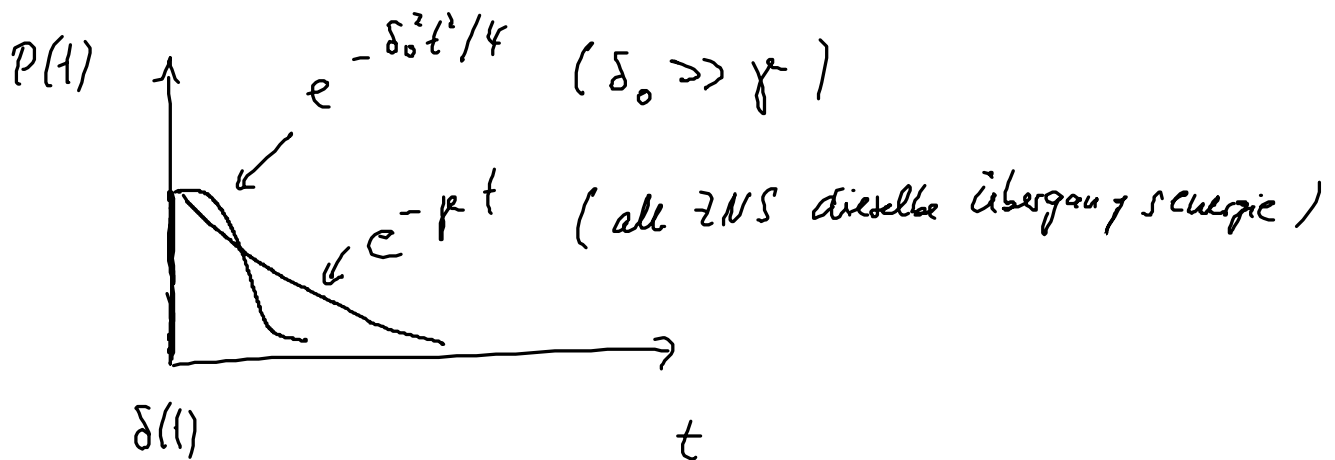 P(t)
e^{-δ₀²t²/4} (δ₀ >> γ)
e^{-γt} (alle ZNS dieselbe Übergangsenergie)
δ(t)
t